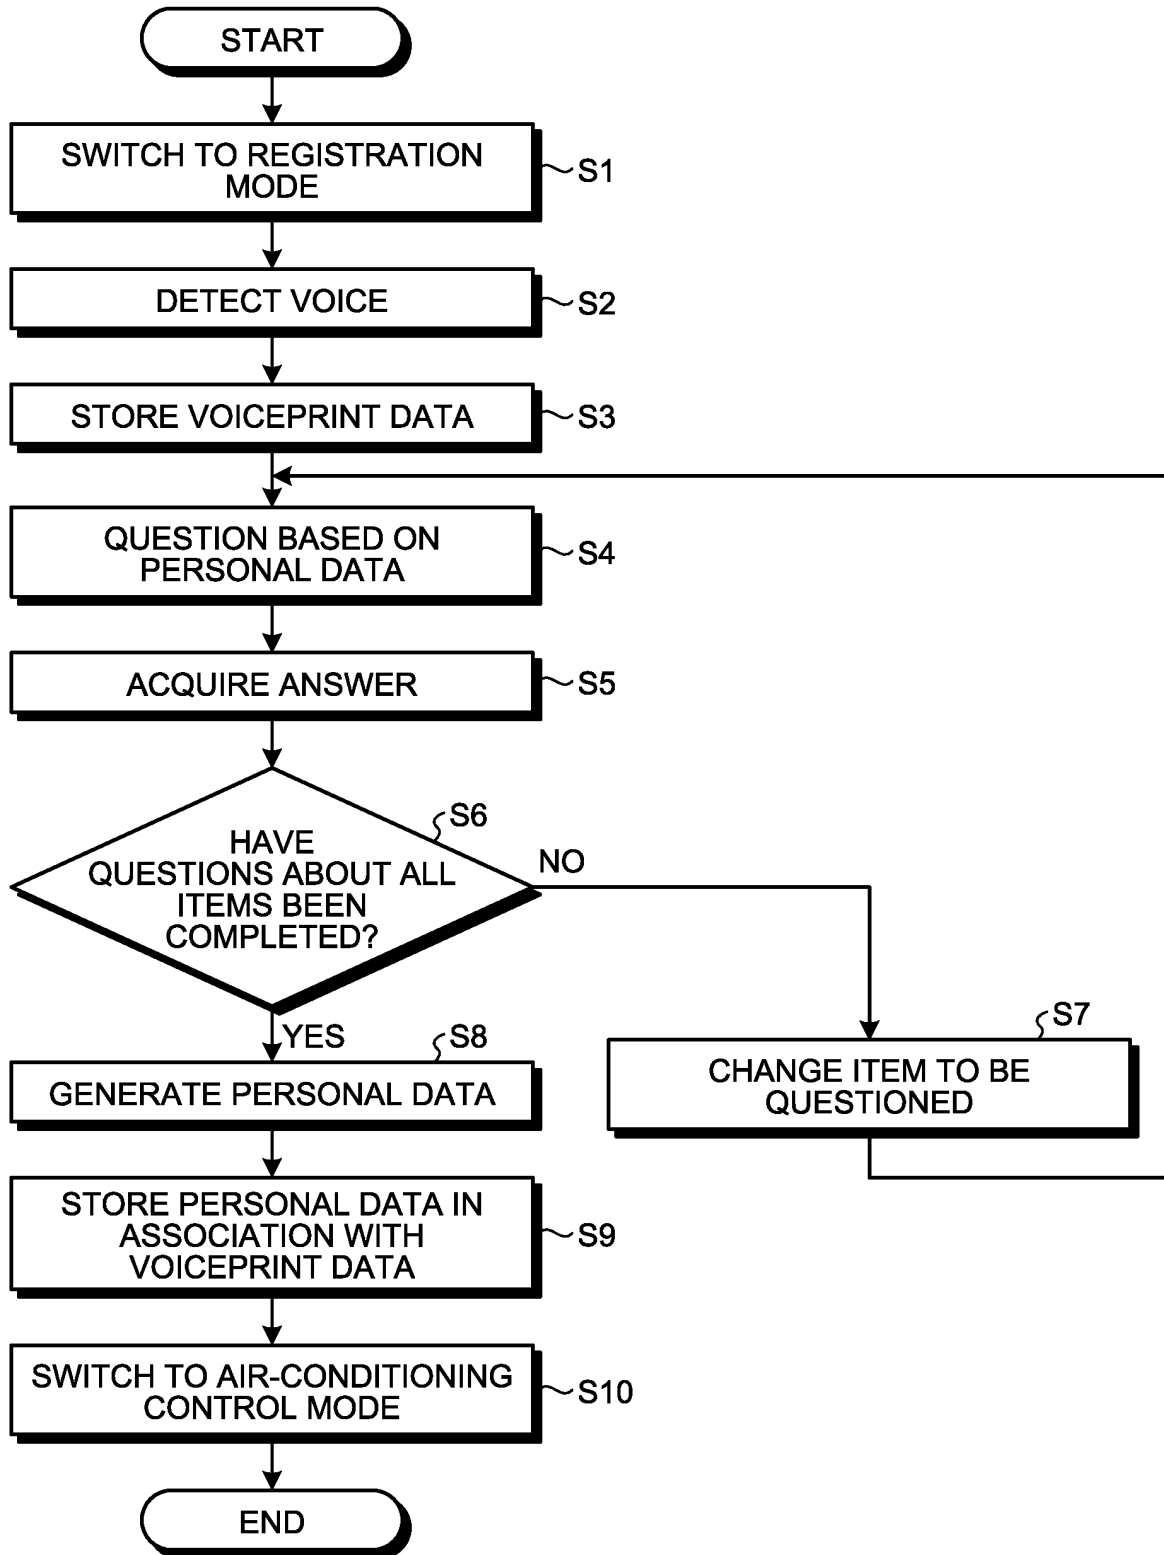 START
SWITCH TO REGISTRATION
MODE
S1
DETECT VOICE
S2
STORE VOICEPRINT DATA
S3
QUESTION BASED ON
PERSONAL DATA
S4
ACQUIRE ANSWER
S5
S6
HAVE
QUESTIONS ABOUT ALL
ITEMS BEEN
COMPLETED?
NO
YES
S7
CHANGE ITEM TO BE
QUESTIONED
S8
GENERATE PERSONAL DATA
STORE PERSONAL DATA IN
ASSOCIATION WITH
VOICEPRINT DATA
S9
SWITCH TO AIR-CONDITIONING
CONTROL MODE
S10
END